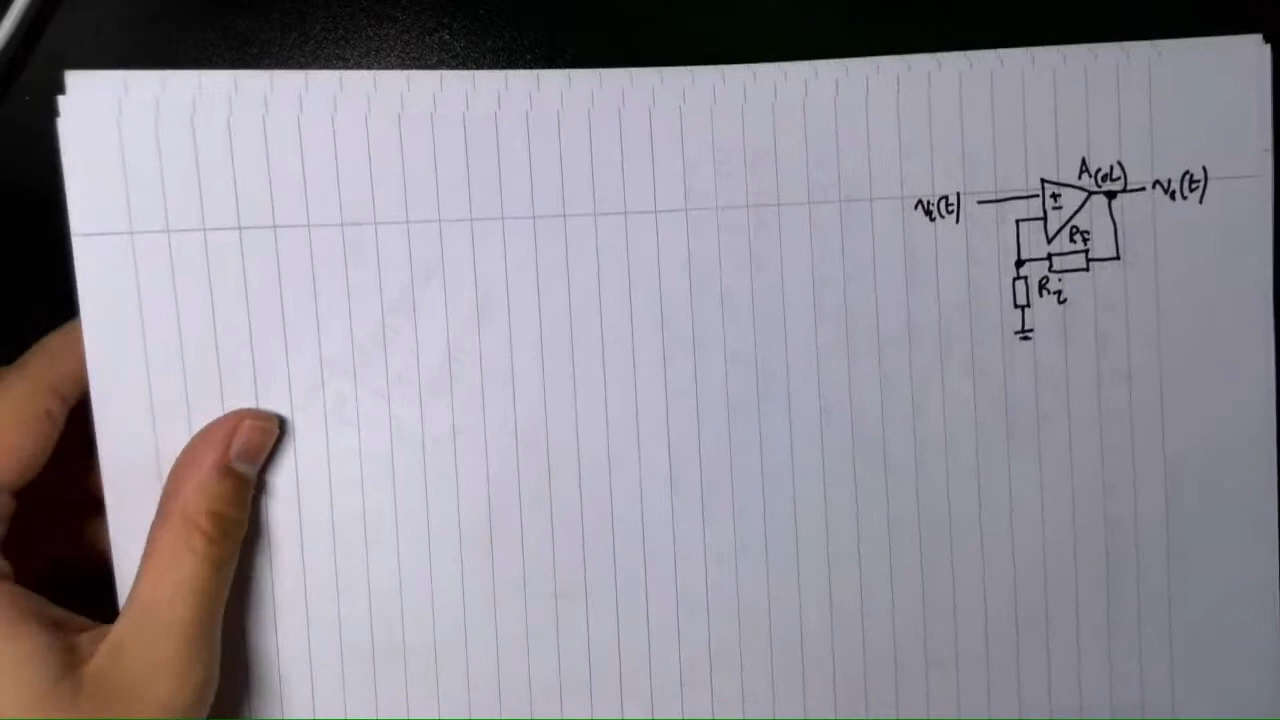 A(OL)
vᵢ(t)
+
−
vₒ(t)
RF
Ri